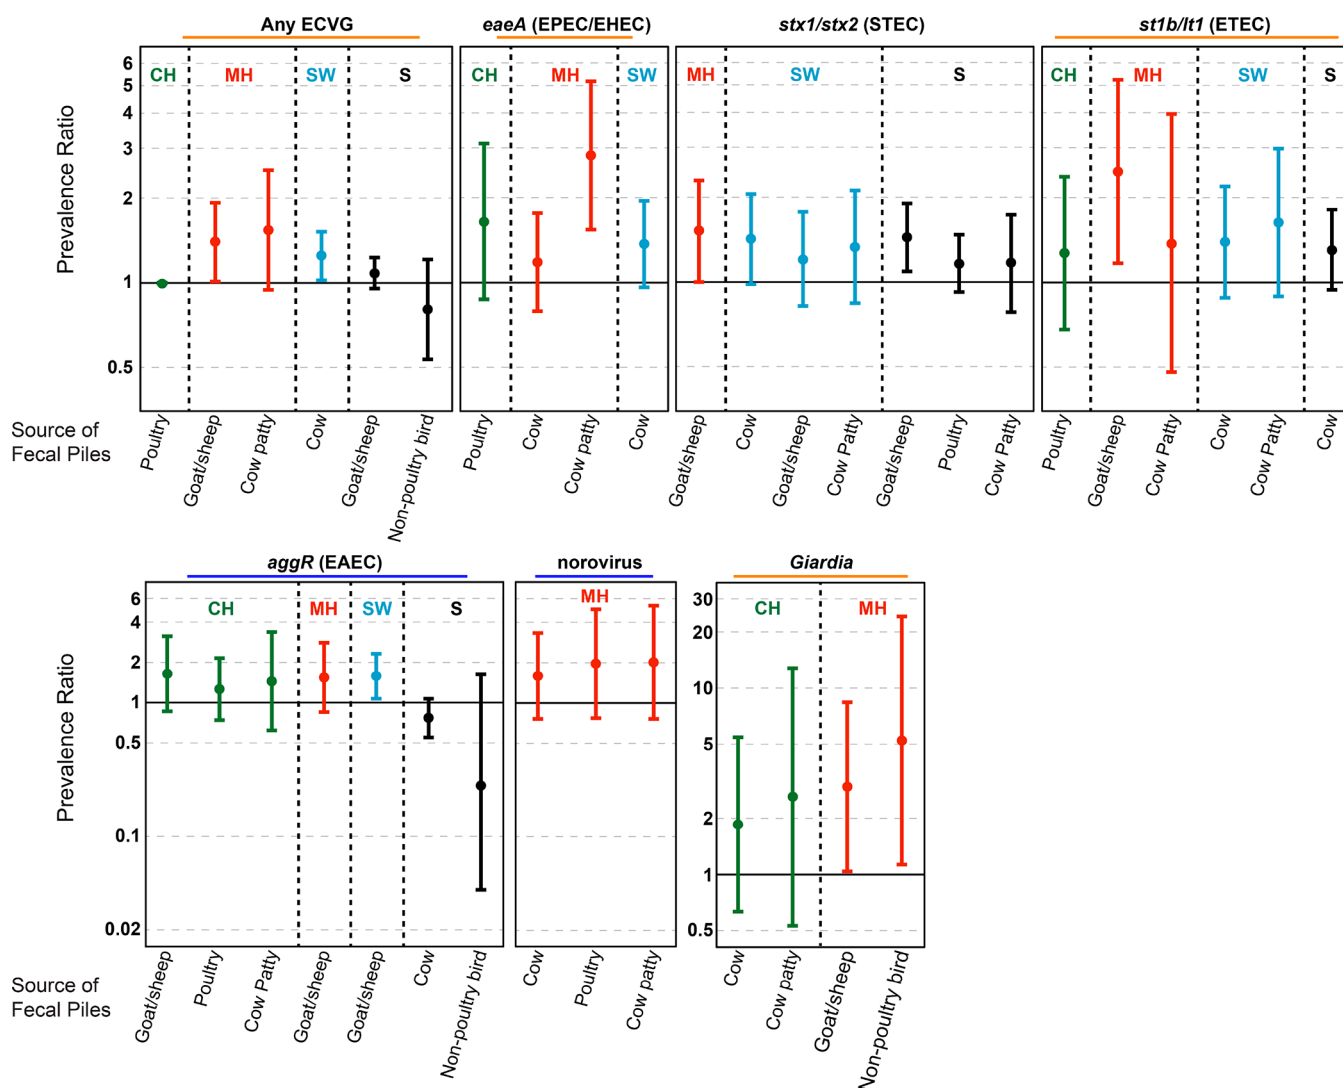 Any ECVG
eaeA (EPEC/EHEC)
stx1/stx2 (STEC)
st1b/lt1 (ETEC)
Prevalence Ratio
6
5
4
3
2
1
0.5
CH
MH
SW
S
CH
MH
SW
MH
SW
S
CH
MH
SW
S
Source of
Fecal Piles
Poultry
Goat/sheep
Cow patty
Cow
Goat/sheep
Non-poultry bird
Poultry
Cow
Cow patty
Cow
Goat/sheep
Cow
Goat/sheep
Cow Patty
Goat/sheep
Poultry
Cow Patty
Poultry
Goat/sheep
Cow Patty
Cow
Cow Patty
Cow
aggR (EAEC)
norovirus
Giardia
Prevalence Ratio
6
4
2
1
0.5
0.1
0.02
CH
MH
SW
S
MH
30
20
10
5
2
1
0.5
CH
MH
Source of
Fecal Piles
Goat/sheep
Poultry
Cow Patty
Goat/sheep
Goat/sheep
Cow
Non-poultry bird
Cow
Poultry
Cow patty
Cow
Cow patty
Goat/sheep
Non-poultry bird